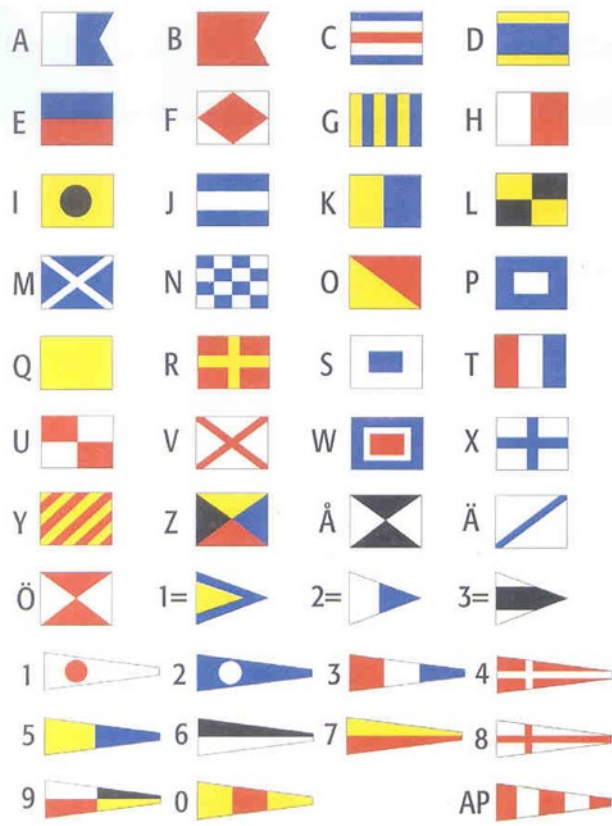 A B C D
E F G H
I J K L
M N O P
Q R S T
U V W X
Y Z Å Ä
Ö 1= 2= 3=
1 2 3 4
5 6 7 8
9 0 AP